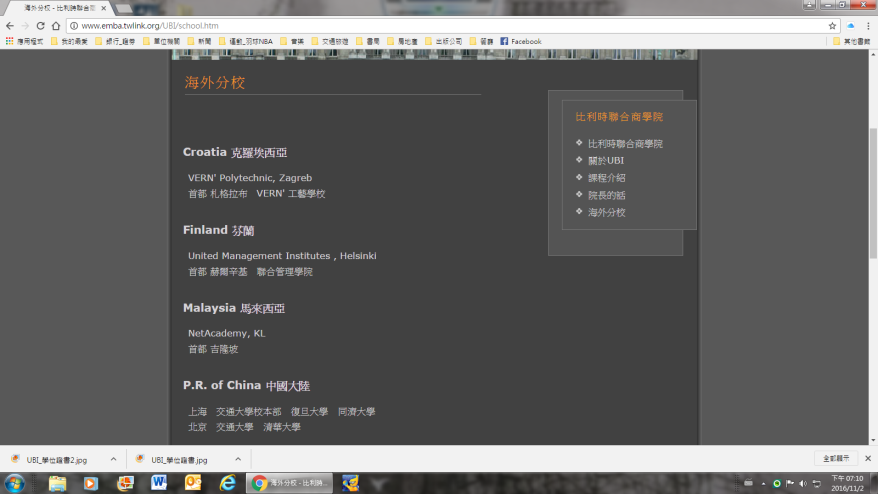 海外分校 - 比利時聯合商
www.emba.twlink.org/UBI/school.htm
應用程式 我的最愛 銀行_證券 單位機關 新聞 運動_羽球NBA 音樂 交通旅遊 書局 房地產 出版公司 餐廳 Facebook 其他書籤
海外分校
Croatia 克羅埃西亞
VERN' Polytechnic, Zagreb
首都 札格拉布 VERN' 工藝學校
Finland 芬蘭
United Management Institutes , Helsinki
首都 赫爾辛基 聯合管理學院
Malaysia 馬來西亞
NetAcademy, KL
首都 吉隆坡
P.R. of China 中國大陸
上海 交通大學校本部 復旦大學 同濟大學
北京 交通大學 清華大學
比利時聯合商學院
❖ 比利時聯合商學院
❖ 關於UBI
❖ 課程介紹
❖ 院長的話
❖ 海外分校
UBI_學位證書2.jpg
UBI_學位證書.jpg
全部顯示
海外分校 - 比利時...
下午 07:10
2016/11/2